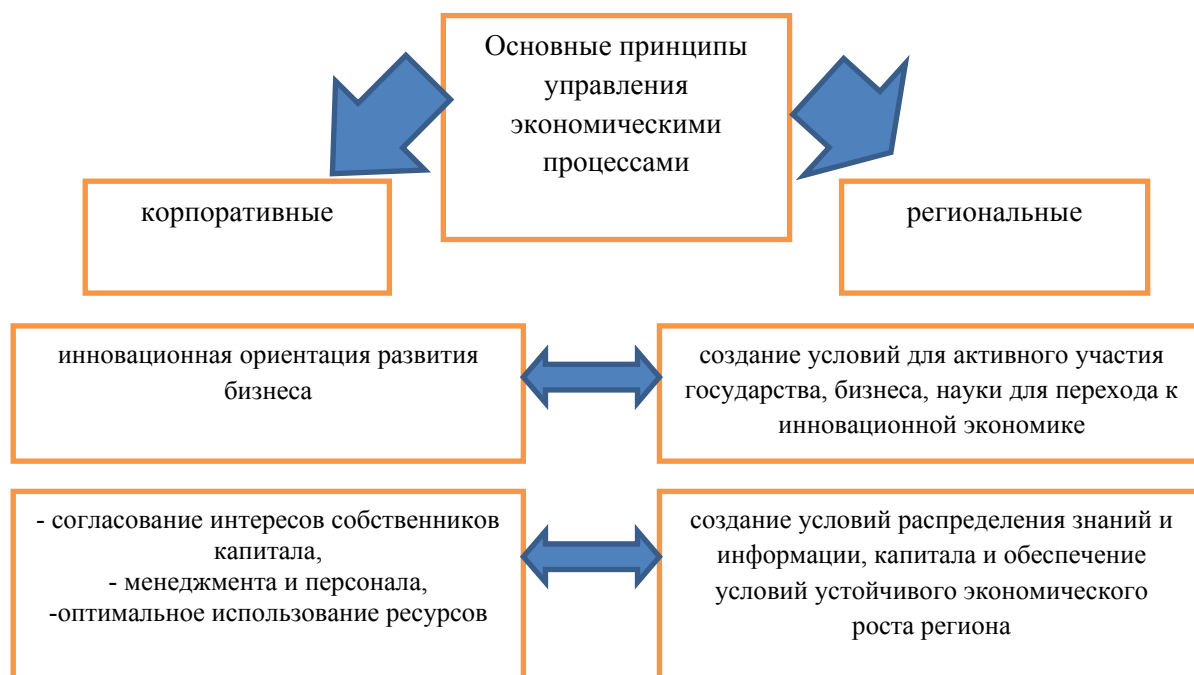 Основные принципы
управления
экономическими
процессами
корпоративные
региональные
инновационная ориентация развития
бизнеса
создание условий для активного участия
государства, бизнеса, науки для перехода к
инновационной экономике
- согласование интересов собственников
капитала,
- менеджмента и персонала,
-оптимальное использование ресурсов
создание условий распределения знаний и
информации, капитала и обеспечение
условий устойчивого экономического
роста региона